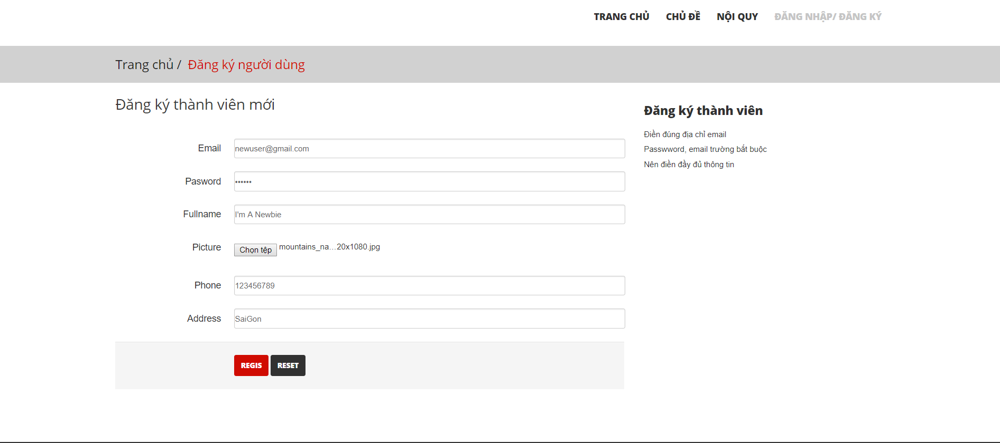 TRANG CHỦ CHỦ ĐỀ NỘI QUY ĐĂNG NHẬP/ ĐĂNG KÝ
Trang chủ / Đăng ký người dùng
Đăng ký thành viên mới
Email newuser@gmail.com
Pasword ••••••
Fullname I'm A Newbie
Picture Chọn tệp mountains_na...20x1080.jpg
Phone 123456789
Address SaiGon
REGIS RESET
Đăng ký thành viên
Điền đúng địa chỉ email
Passwword, email trường bắt buộc
Nên điền đầy đủ thông tin